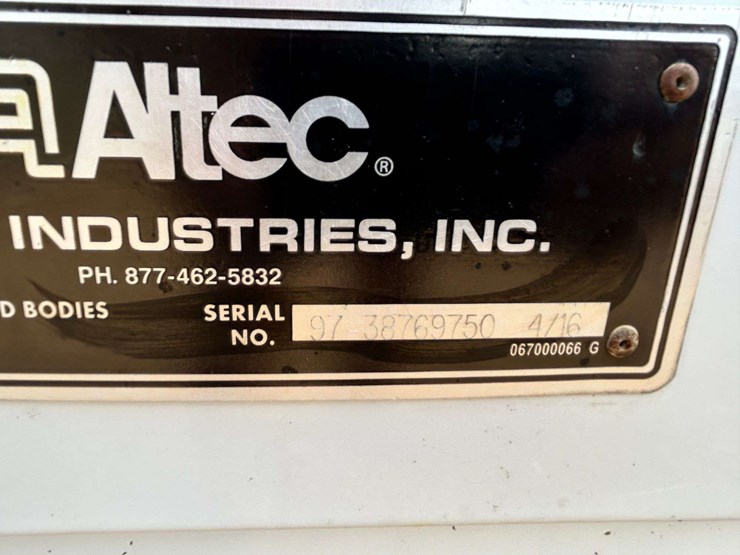 Altec®
INDUSTRIES, INC.
PH. 877-462-5832
D BODIES
SERIAL NO. 97-38769750 4/16
067000066 G